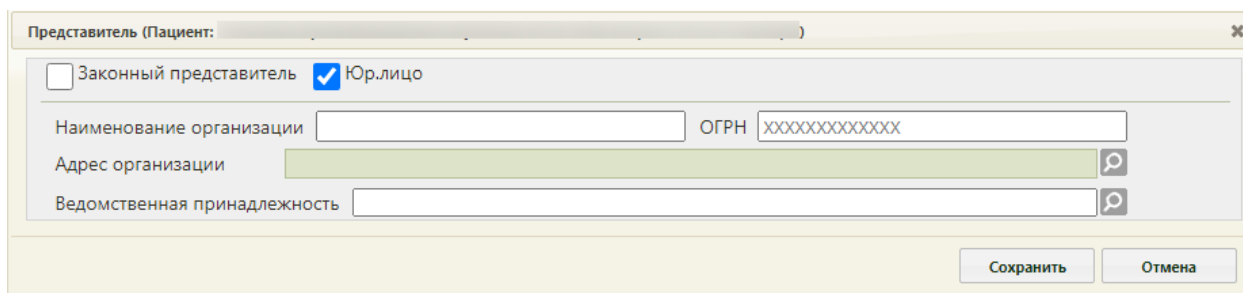 Представитель (Пациент: )
Законный представитель Юр.лицо
Наименование организации ОГРН XXXXXXXXXXXXX
Адрес организации
Ведомственная принадлежность
Сохранить Отмена